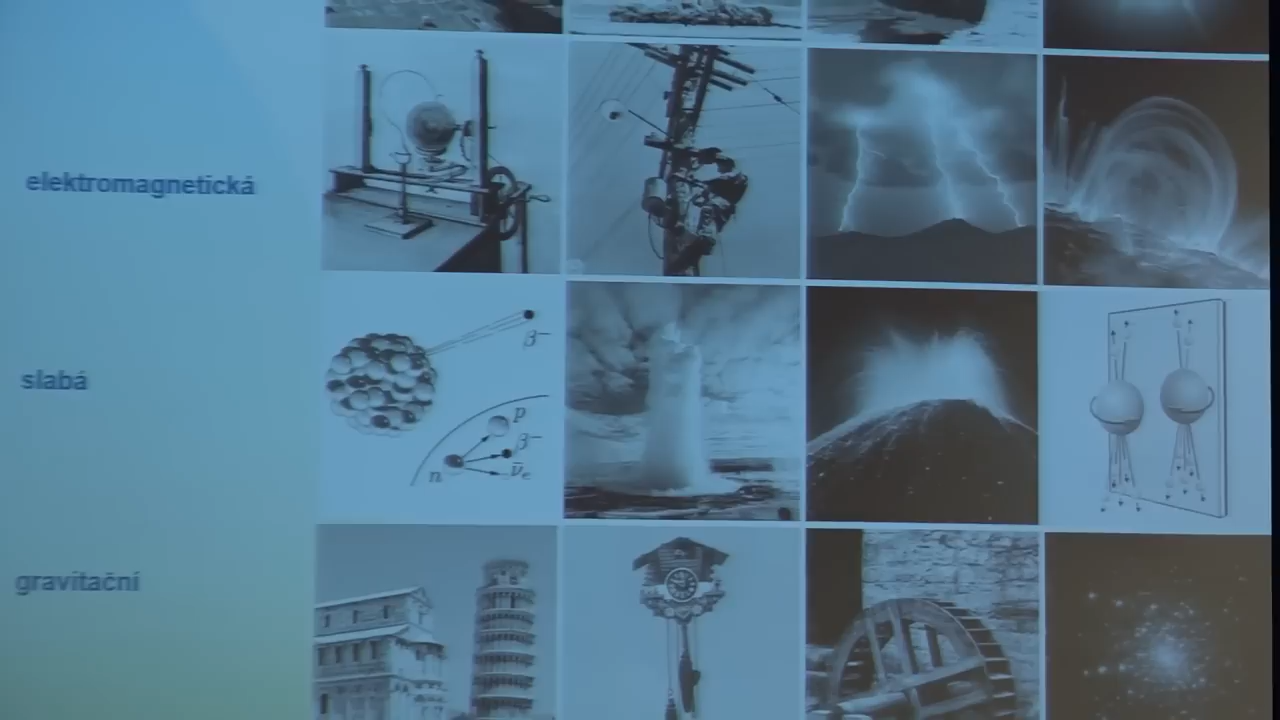 elektromagnetická
slabá
β⁻
p
β⁻
n
ν̄e
gravitační